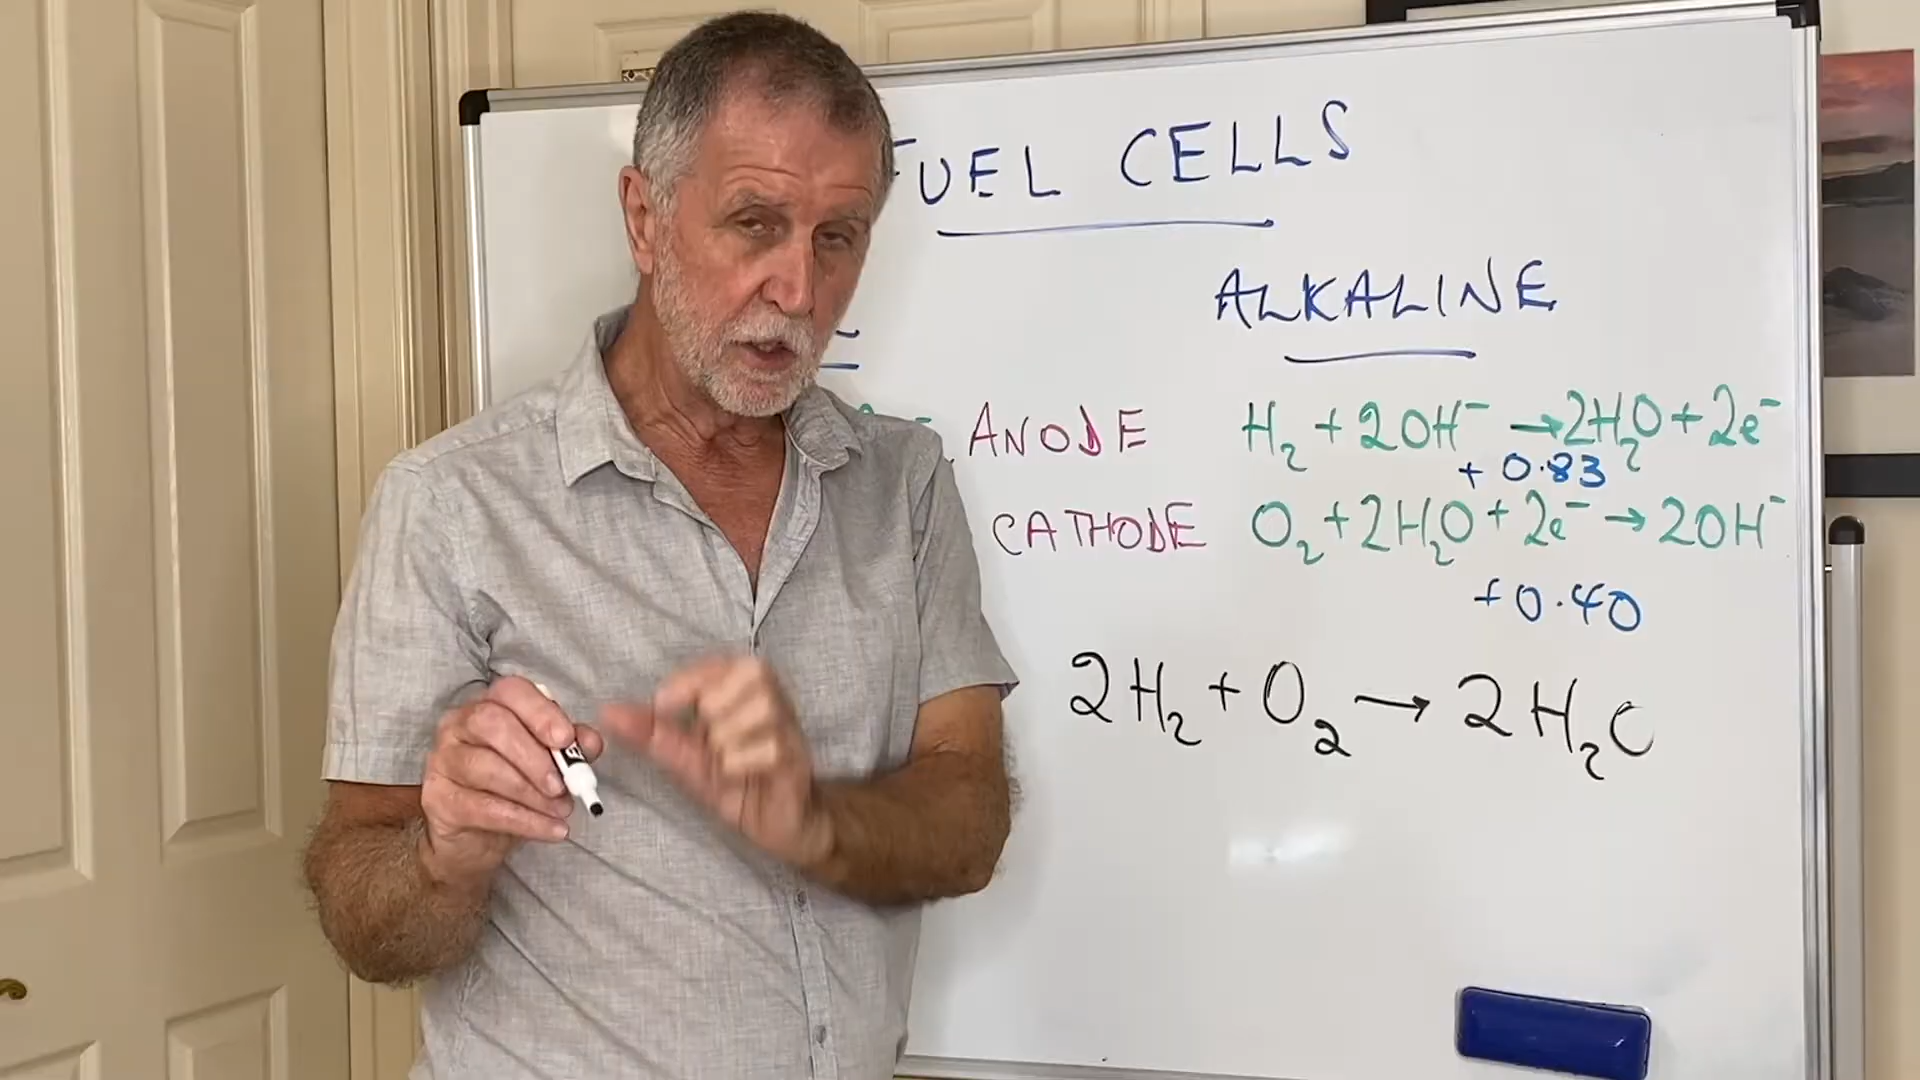 FUEL CELLS
ALKALINE
ANODE H₂ + 2OH⁻ → 2H₂O + 2e⁻
+ 0.83
CATHODE O₂ + 2H₂O + 2e⁻ → 2OH⁻
+0.40
2H₂ + O₂ → 2H₂O